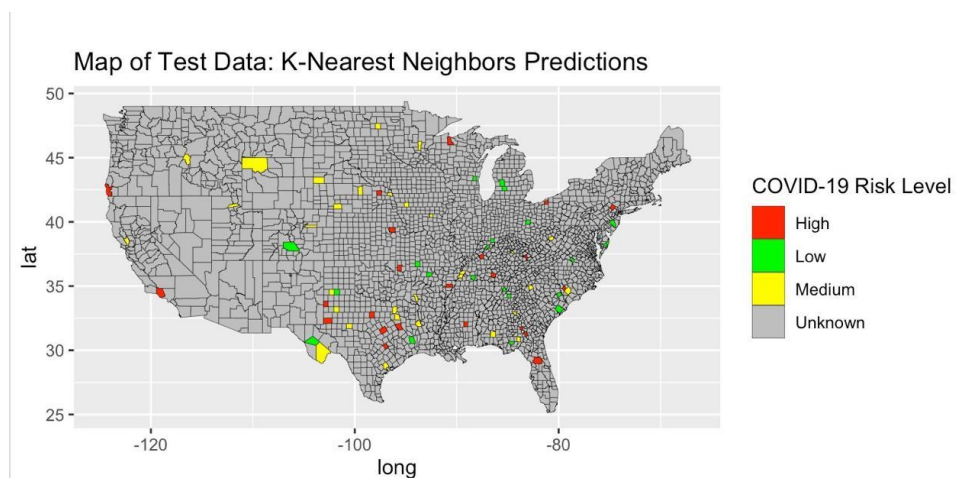 Map of Test Data: K-Nearest Neighbors Predictions
50
45
40
35
30
25
lat
-120
-100
-80
long
COVID-19 Risk Level
High
Low
Medium
Unknown